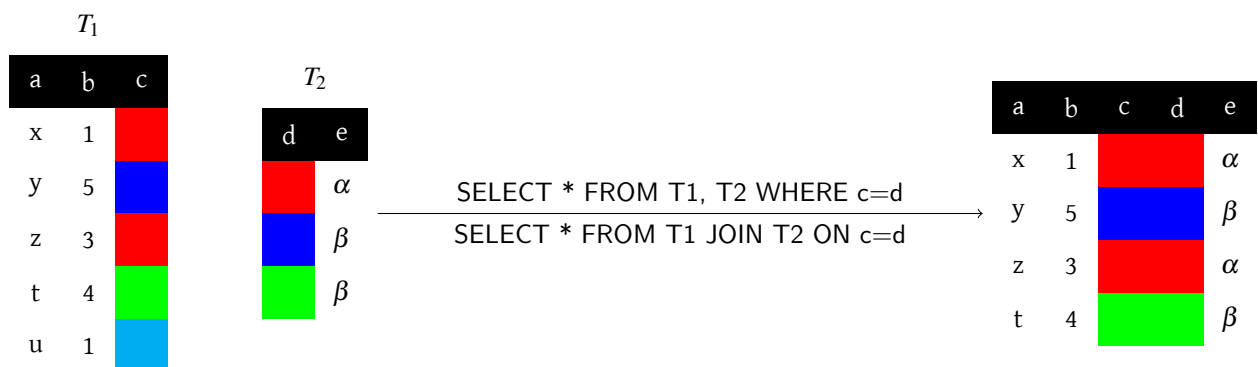 T₁
a b c
x 1
y 5
z 3
t 4
u 1
T₂
d e
α
β
β
SELECT * FROM T1, T2 WHERE c=d
SELECT * FROM T1 JOIN T2 ON c=d
a b c d e
x 1 α
y 5 β
z 3 α
t 4 β